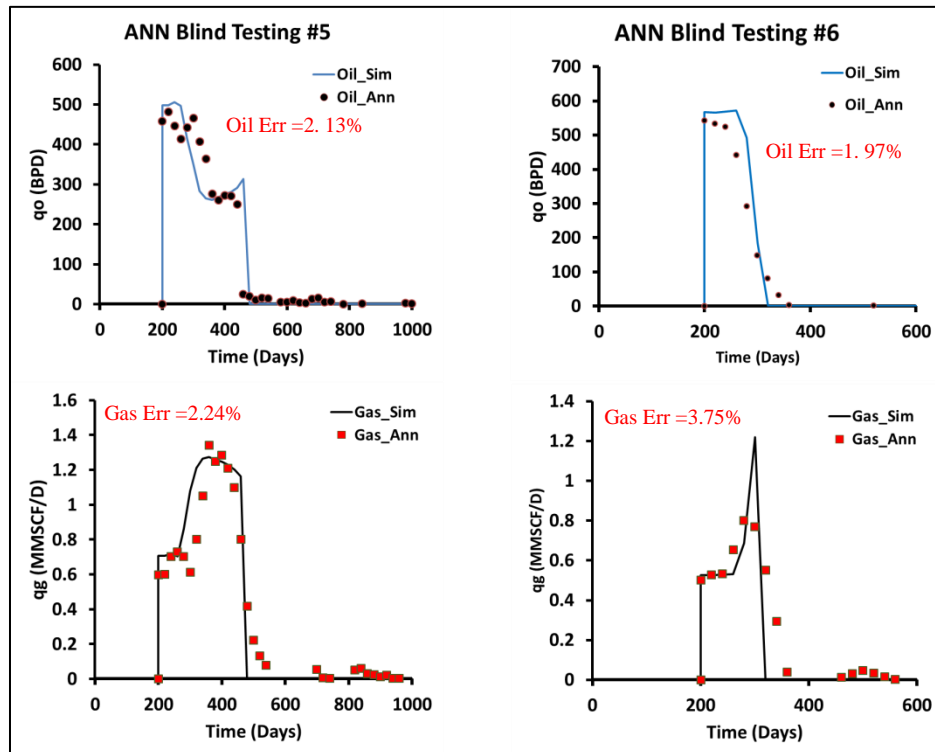 ANN Blind Testing #5
600
500
400
300
200
100
0
qo (BPD)
Oil_Sim
Oil_Ann
Oil Err =2. 13%
0 200 400 600 800 1000
Time (Days)
ANN Blind Testing #6
700
600
500
400
300
200
100
0
qo (BPD)
Oil_Sim
Oil_Ann
Oil Err =1. 97%
0 200 400 600
Time (Days)
1.6
1.4
1.2
1
0.8
0.6
0.4
0.2
0
qg (MMSCF/D)
Gas Err =2.24%
Gas_Sim
Gas_Ann
0 200 400 600 800 1000
Time (Days)
1.4
1.2
1
0.8
0.6
0.4
0.2
0
qg (MMSCF/D)
Gas Err =3.75%
Gas_Sim
Gas_Ann
0 200 400 600
Time (Days)